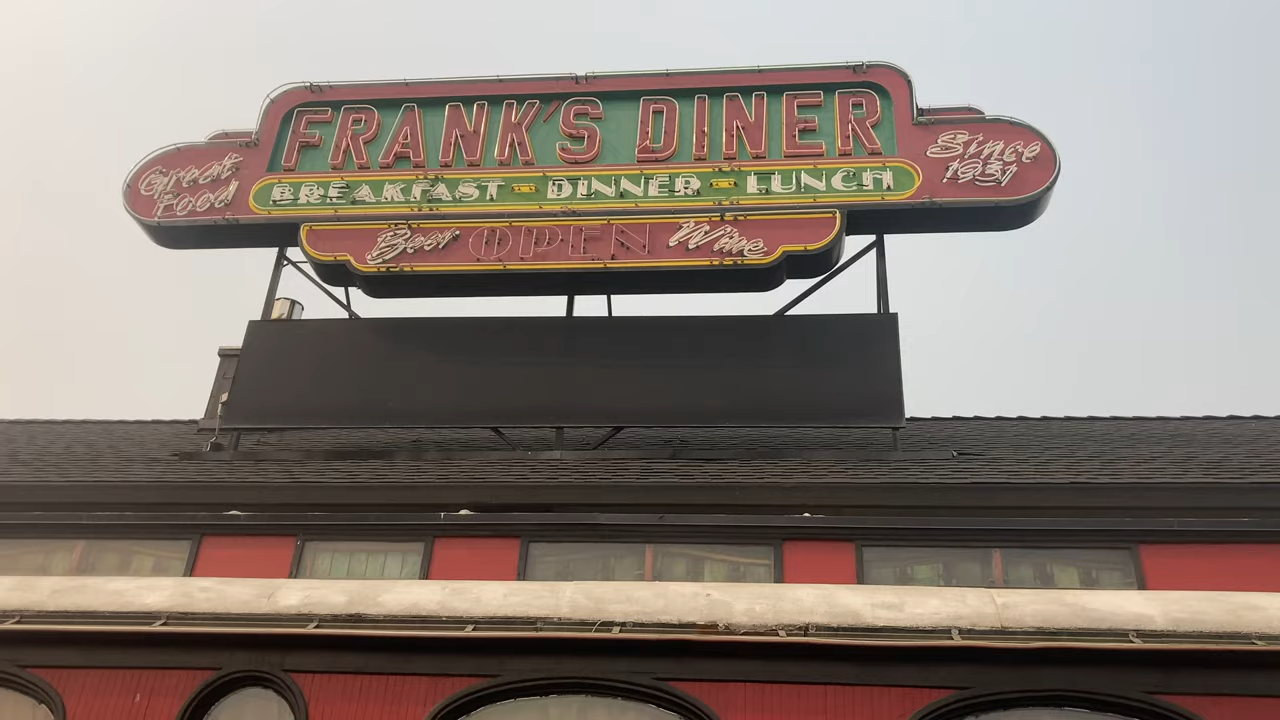 FRANK'S DINER
Great Food
BREAKFAST - DINNER - LUNCH
Since 1931
Beer OPEN Wine